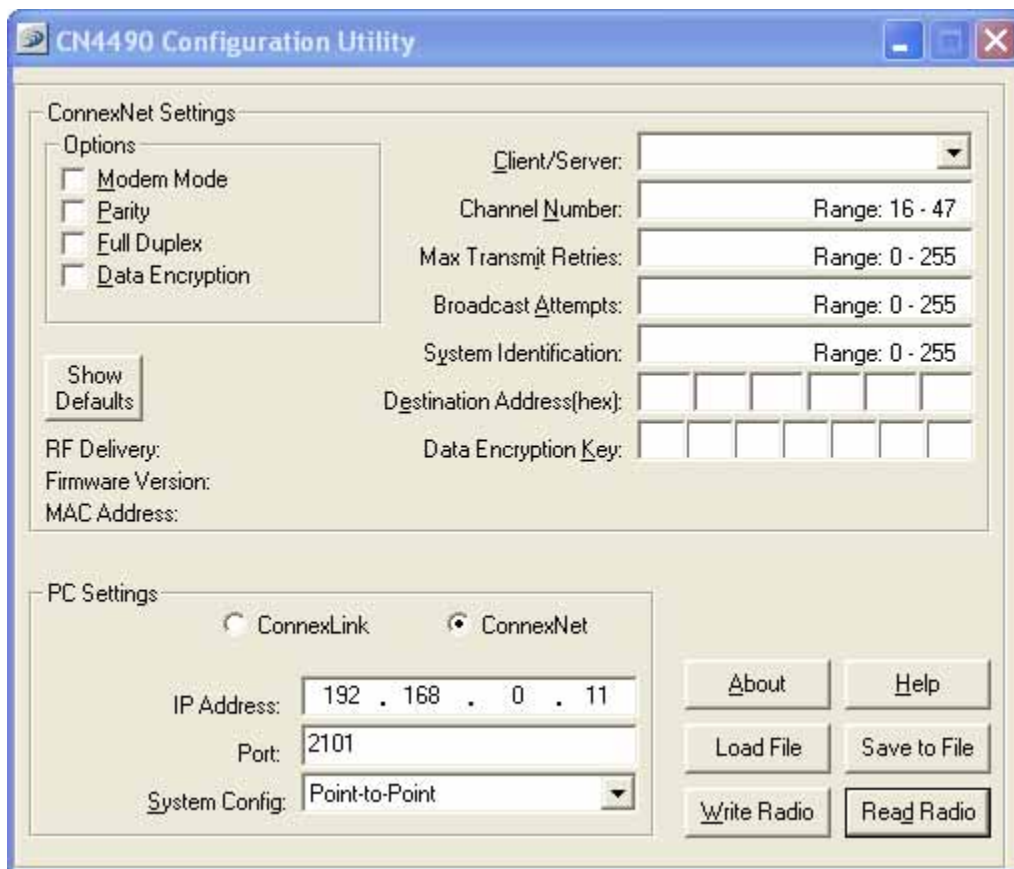 CN4490 Configuration Utility
ConnexNet Settings
Options
Modem Mode
Parity
Full Duplex
Data Encryption
Client/Server:
Channel Number:
Range: 16 - 47
Max Transmit Retries:
Range: 0 - 255
Broadcast Attempts:
Range: 0 - 255
System Identification:
Range: 0 - 255
Destination Address(hex):
Data Encryption Key:
Show
Defaults
RF Delivery:
Firmware Version:
MAC Address:
PC Settings
ConnexLink
ConnexNet
IP Address:
192 . 168 . 0 . 11
Port:
2101
System Config:
Point-to-Point
About
Help
Load File
Save to File
Write Radio
Read Radio